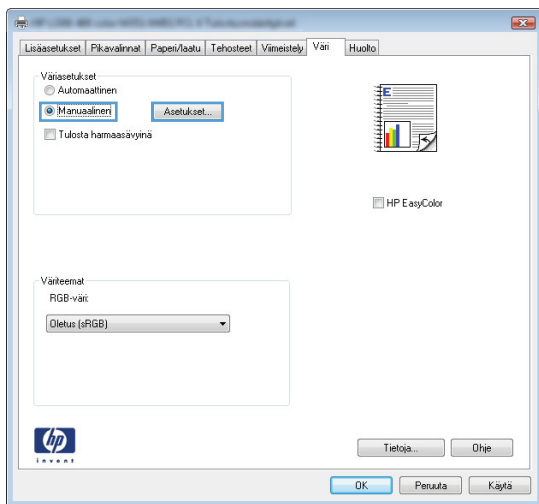 Lisäasetukset Pikavalinnat Paperi/laatu Tehosteet Viimeistely Väri Huolto
Väriasetukset
Automaattinen
Manuaalinen
Asetukset...
Tulosta harmaasävyinä
E
HP EasyColor
Väriteemat
RGB-väri:
Oletus (sRGB)
hp
invent
Tietoja... Ohje
OK Peruuta Käytä